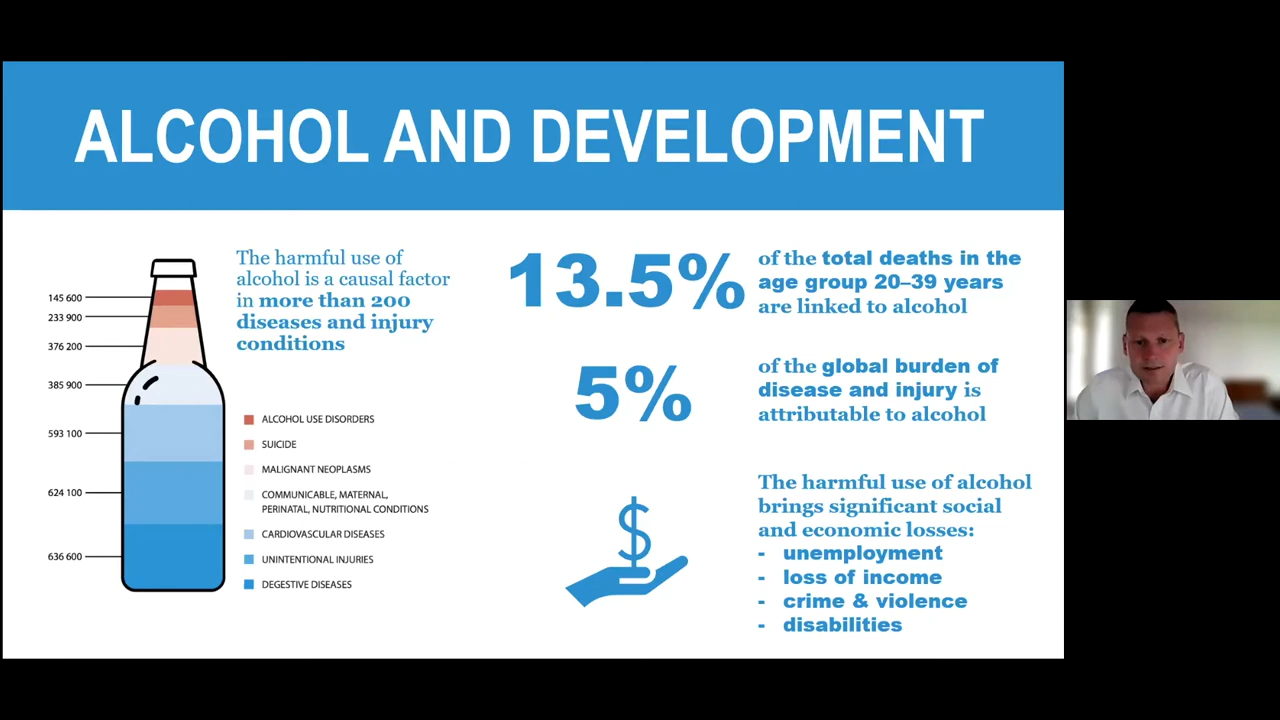 ALCOHOL AND DEVELOPMENT
The harmful use of
alcohol is a causal factor
in more than 200
diseases and injury
conditions
145 600
233 900
376 200
385 900
593 100
624 100
636 600
ALCOHOL USE DISORDERS
SUICIDE
MALIGNANT NEOPLASMS
COMMUNICABLE, MATERNAL,
PERINATAL, NUTRITIONAL CONDITIONS
CARDIOVASCULAR DISEASES
UNINTENTIONAL INJURIES
DEGESTIVE DISEASES
13.5%
of the total deaths in the
age group 20–39 years
are linked to alcohol
5%
of the global burden of
disease and injury is
attributable to alcohol
$
The harmful use of alcohol
brings significant social
and economic losses:
- unemployment
- loss of income
- crime & violence
- disabilities